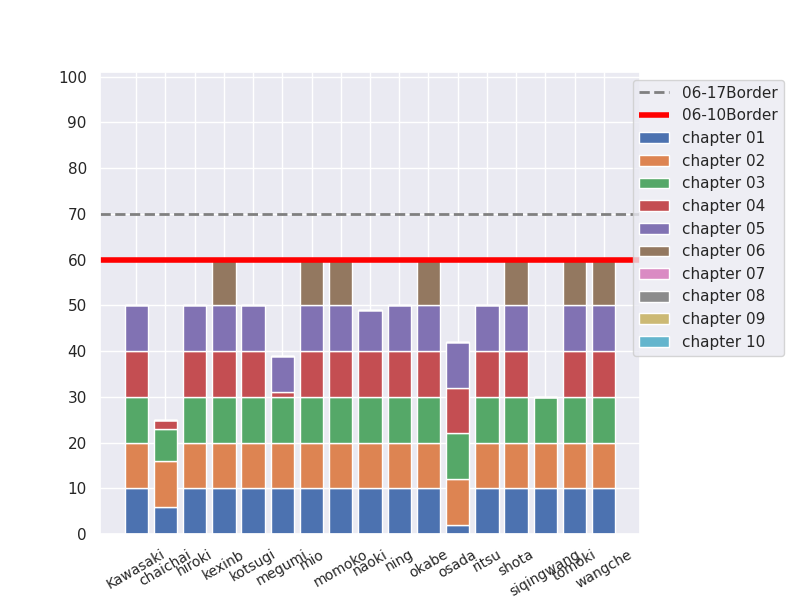 100
90
80
70
60
50
40
30
20
10
0
06-17Border
06-10Border
chapter 01
chapter 02
chapter 03
chapter 04
chapter 05
chapter 06
chapter 07
chapter 08
chapter 09
chapter 10
Kawasaki
chaichai
hiroki
kexinb
kotsugi
megumi
mio
momoko
naoki
ning
okabe
osada
ritsu
shota
siqingwang
tomoki
wangche